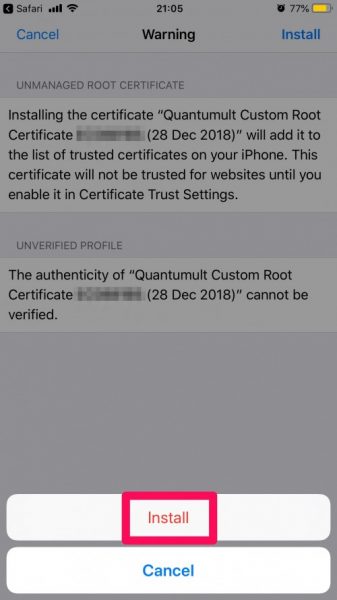 Safari 21:05 77%
Cancel Warning Install
UNMANAGED ROOT CERTIFICATE
Installing the certificate “Quantumult Custom Root
Certificate (28 Dec 2018)” will add it to
the list of trusted certificates on your iPhone. This
certificate will not be trusted for websites until you
enable it in Certificate Trust Settings.
UNVERIFIED PROFILE
The authenticity of “Quantumult Custom Root
Certificate (28 Dec 2018)” cannot be
verified.
Install
Cancel